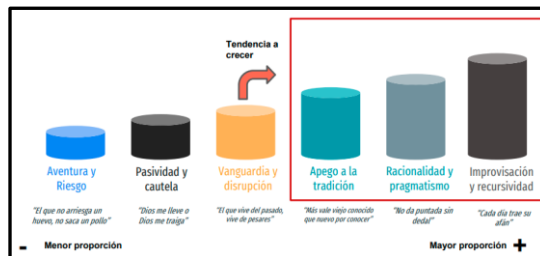 Tendencia a
crecer
Aventura y
Riesgo
Pasividad y
cautela
Vanguardia y
disrupción
Apego a la
tradición
Racionalidad y
pragmatismo
Improvisación
y recursividad
"El que no arriesga un
huevo, no saca un pollo"
"Dios me lleve o
Dios me traiga"
"El que vive del pasado,
vive de pesares"
"Más vale viejo conocido
que nuevo por conocer"
"No da puntada sin
dedal"
"Cada día trae su
afán"
- Menor proporción
Mayor proporción +